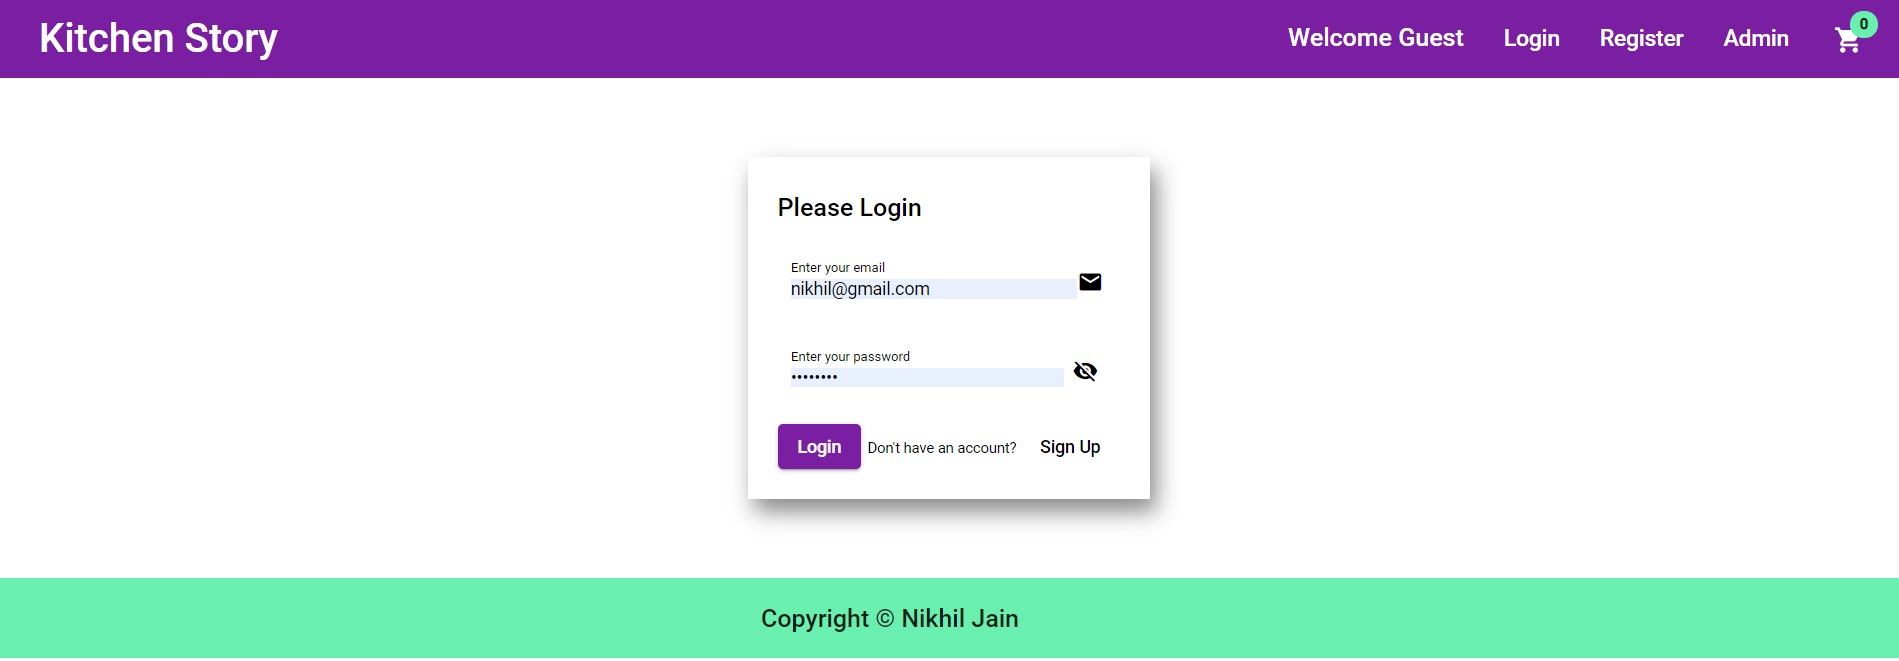 Kitchen Story
Welcome Guest Login Register Admin 0
Please Login
Enter your email
nikhil@gmail.com
Enter your password
••••••••
Login Don't have an account? Sign Up
Copyright © Nikhil Jain